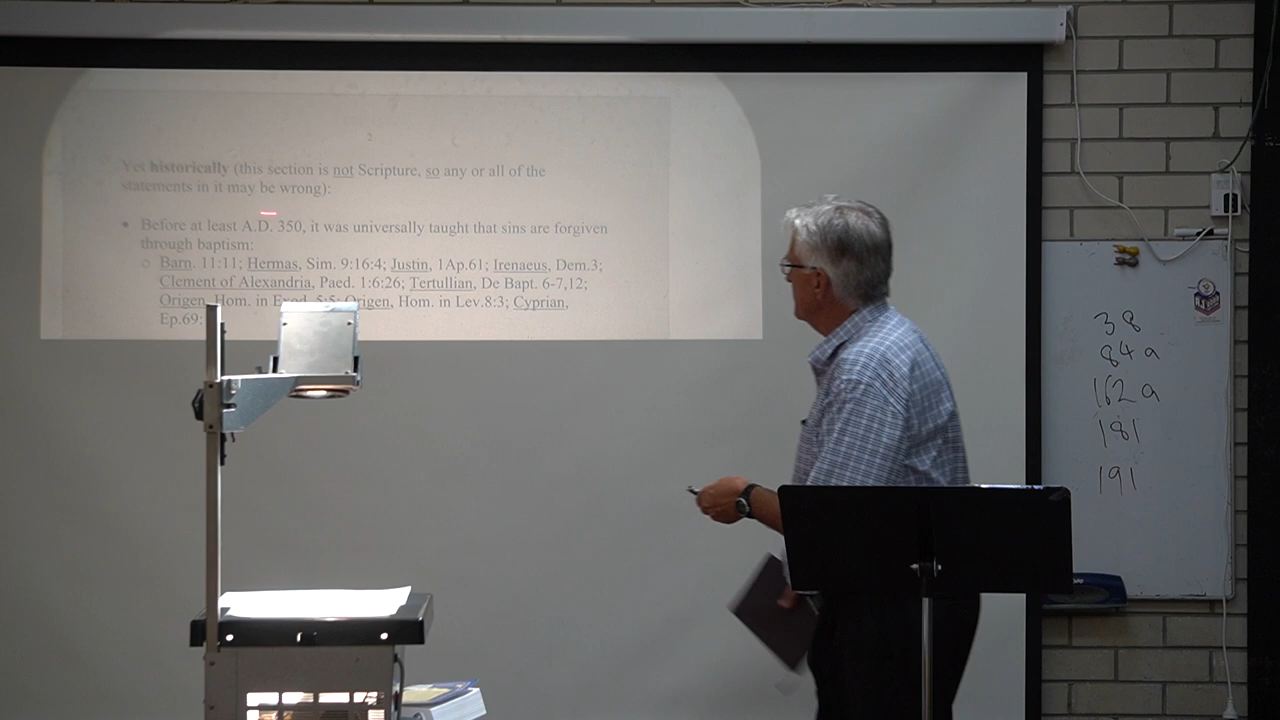 2
Yet historically (this section is not Scripture, so any or all of the
statements in it may be wrong):
• Before at least A.D. 350, it was universally taught that sins are forgiven
through baptism:
○ Barn. 11:11; Hermas, Sim. 9:16:4; Justin, 1Ap.61; Irenaeus, Dem.3;
Clement of Alexandria, Paed. 1:6:26; Tertullian, De Bapt. 6-7,12;
Origen, Hom. in Exod. 5:5; Origen, Hom. in Lev.8:3; Cyprian,
Ep.69:
38
84a
162a
181
191